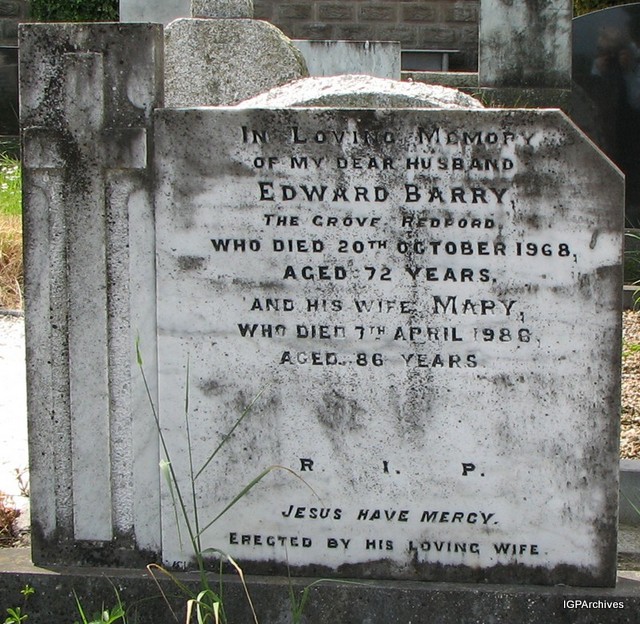 In Loving Memory
OF MY DEAR HUSBAND
EDWARD BARRY,
THE GROVE, REDFORD,
WHO DIED 20TH OCTOBER 1968,
AGED 72 YEARS,
AND HIS WIFE MARY,
WHO DIED 7TH APRIL 1986,
AGED 86 YEARS.
R. I. P.
JESUS HAVE MERCY.
ERECTED BY HIS LOVING WIFE.
IGPArchives